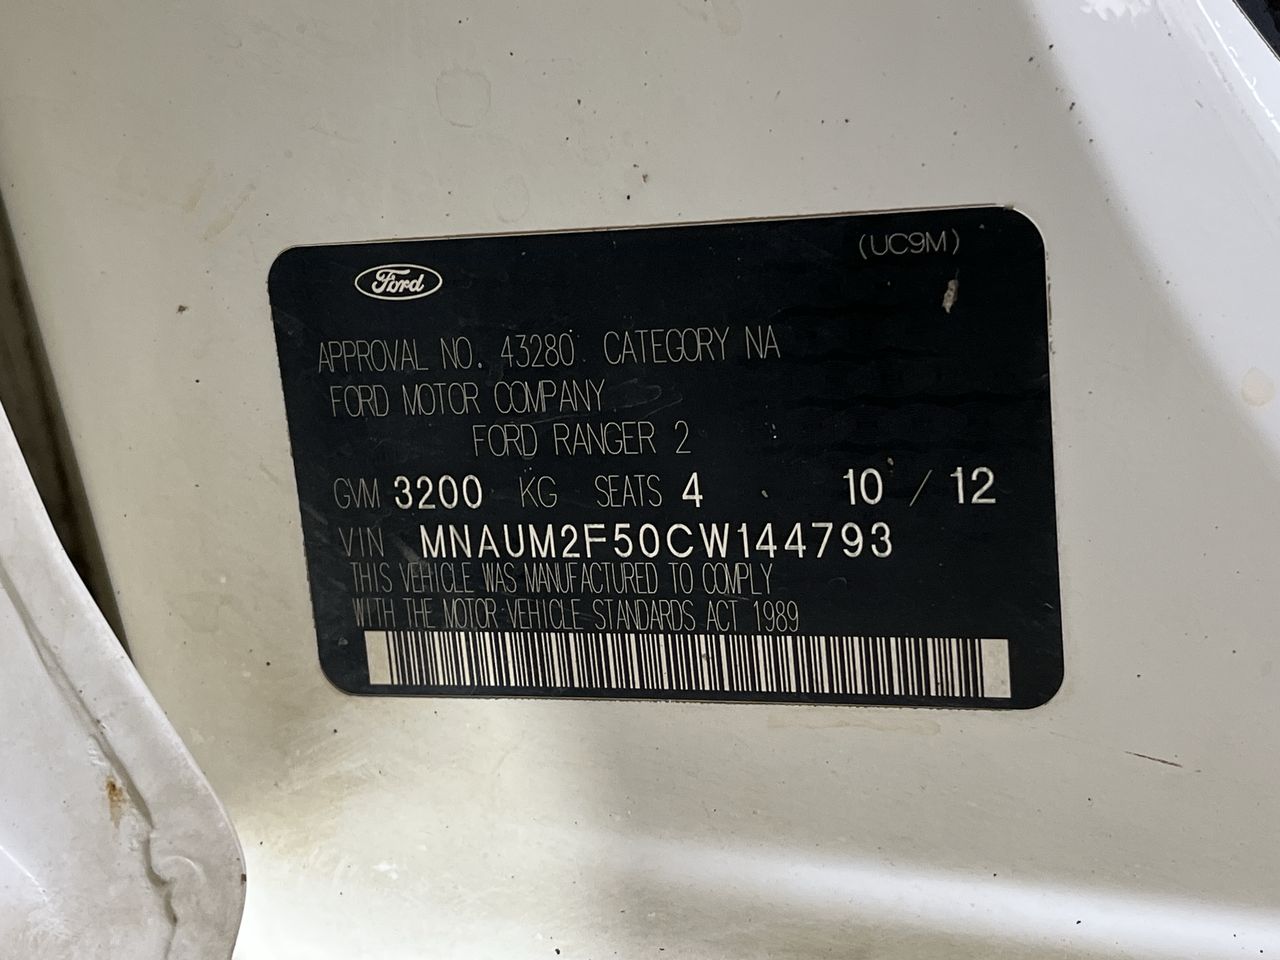 (UC9M)
Ford
APPROVAL NO. 43280 CATEGORY NA
FORD MOTOR COMPANY
FORD RANGER 2
GVM 3200 KG SEATS 4 10 / 12
VIN MNAUM2F50CW144793
THIS VEHICLE WAS MANUFACTURED TO COMPLY
WITH THE MOTOR VEHICLE STANDARDS ACT 1989